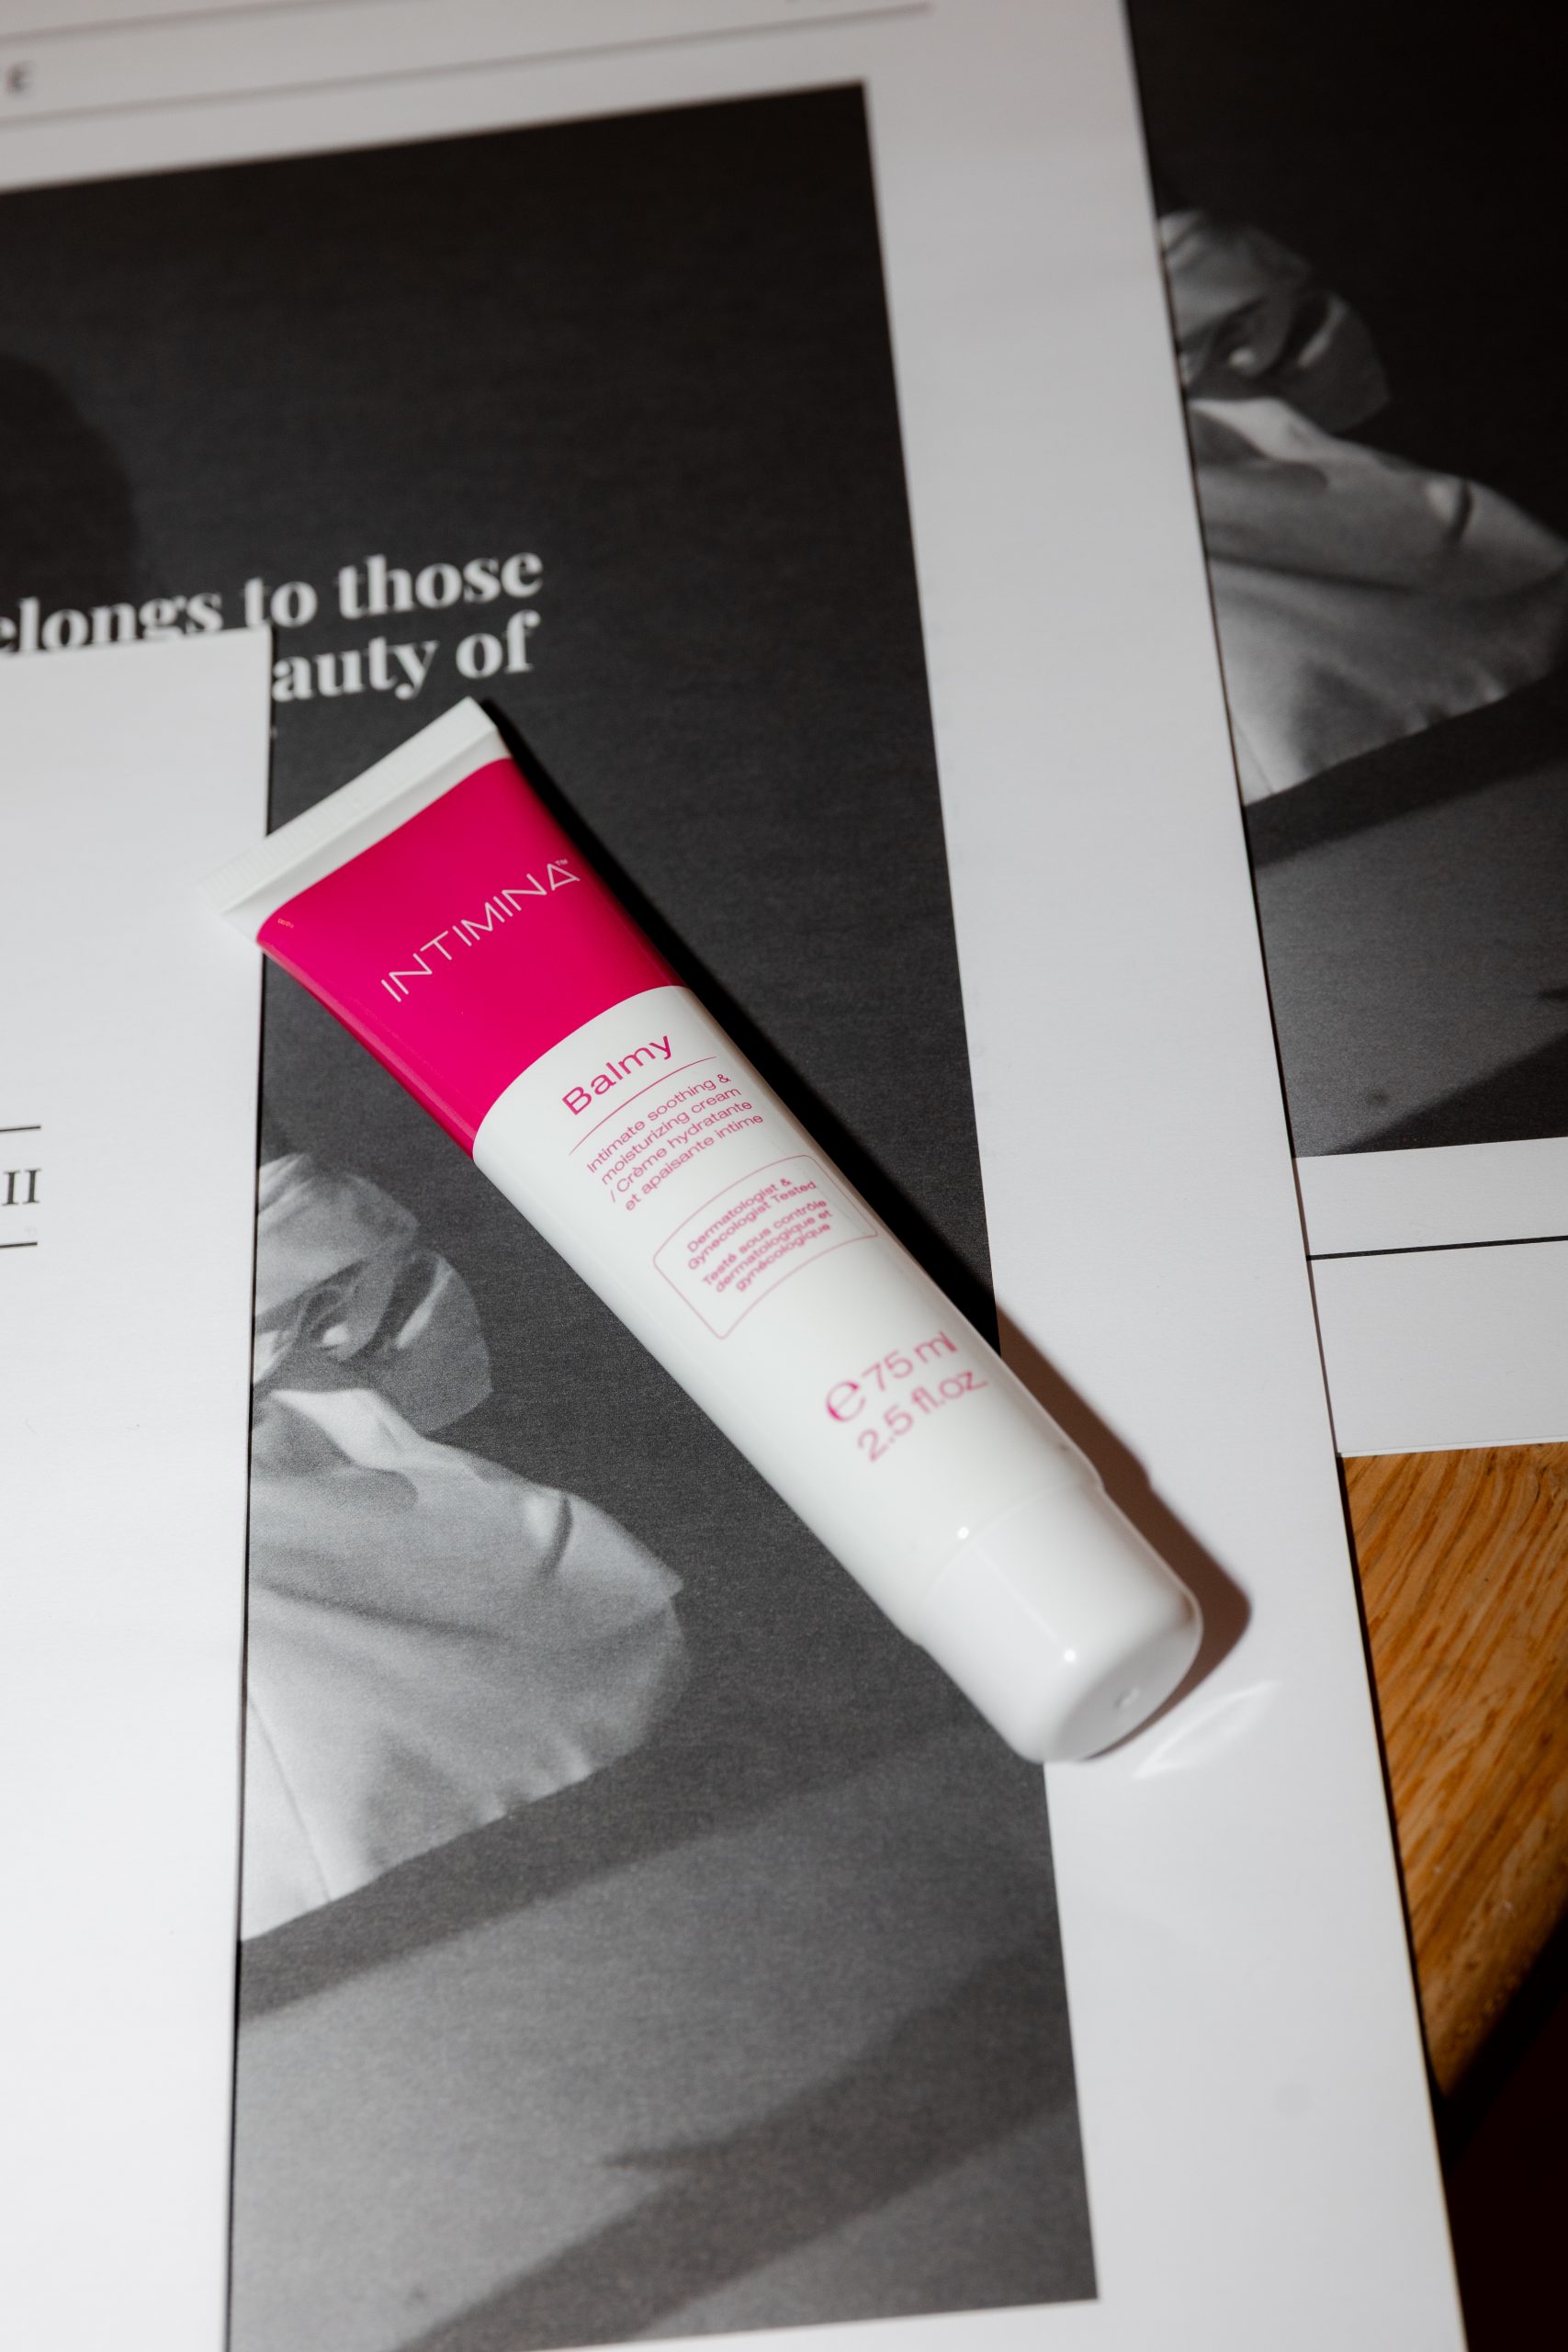 E
elongs to those
auty of
INTIMINA™
Balmy
Intimate soothing &
moisturizing cream
/ Crème hydratante
et apaisante intime
Dermatologist &
Gynecologist Tested
Testé sous contrôle
dermatologique et
gynécologique
℮ 75 ml
2.5 fl.oz
II